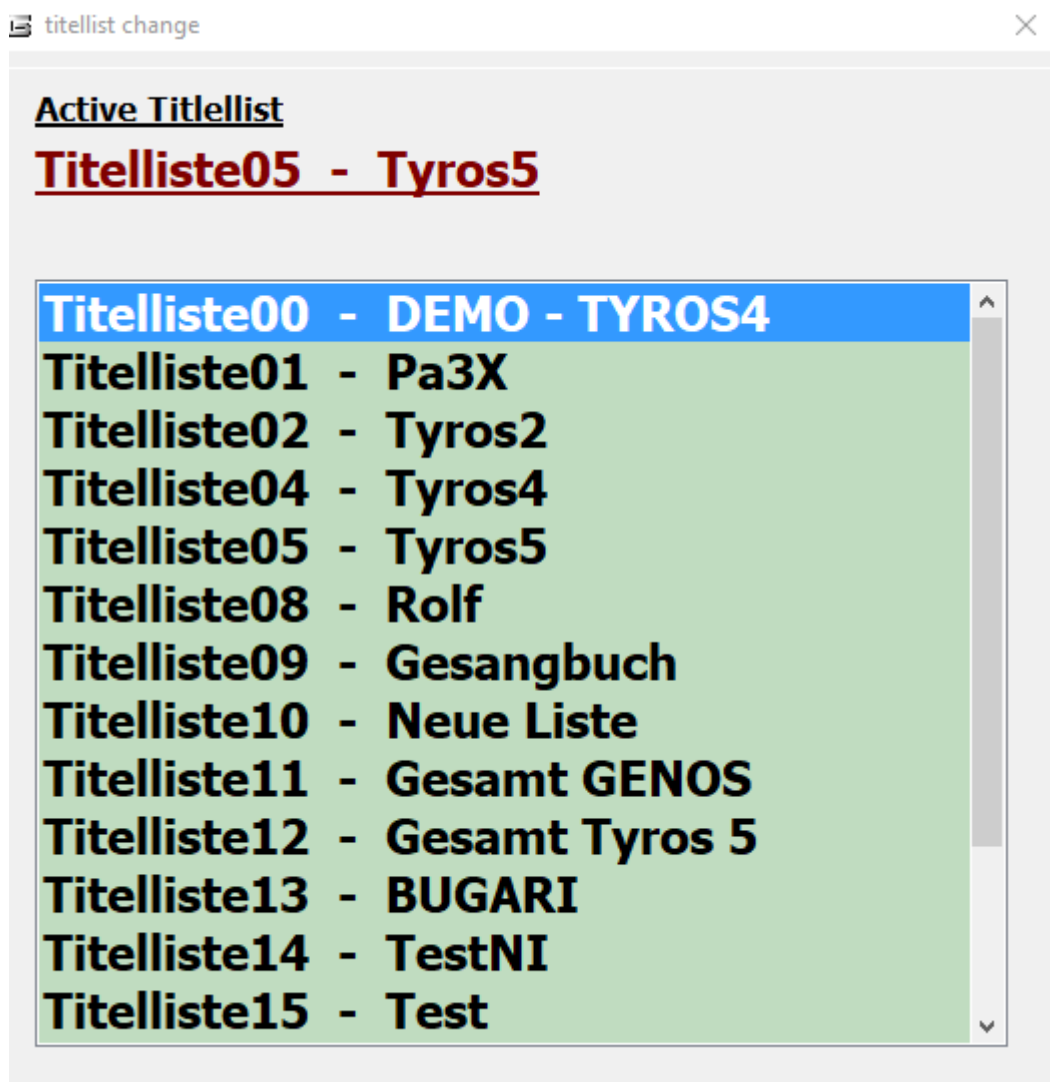 titellist change
Active Titlellist
Titelliste05 - Tyros5
Titelliste00 - DEMO - TYROS4
Titelliste01 - Pa3X
Titelliste02 - Tyros2
Titelliste04 - Tyros4
Titelliste05 - Tyros5
Titelliste08 - Rolf
Titelliste09 - Gesangbuch
Titelliste10 - Neue Liste
Titelliste11 - Gesamt GENOS
Titelliste12 - Gesamt Tyros 5
Titelliste13 - BUGARI
Titelliste14 - TestNI
Titelliste15 - Test